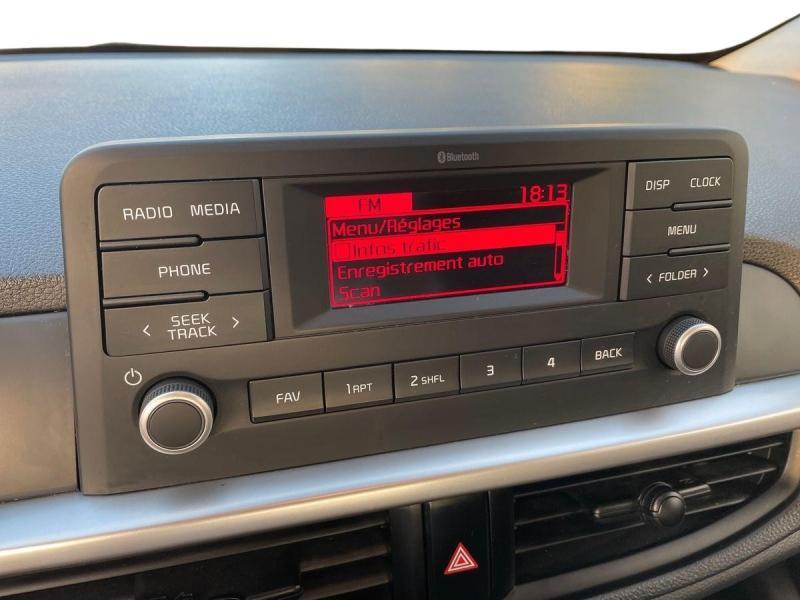 Bluetooth
RADIO MEDIA
PHONE
< SEEK TRACK >
FM 18:13
Menu/Réglages
Infos trafic
Enregistrement auto
Scan
DISP CLOCK
MENU
< FOLDER >
FAV
1 RPT
2 SHFL
3
4
BACK